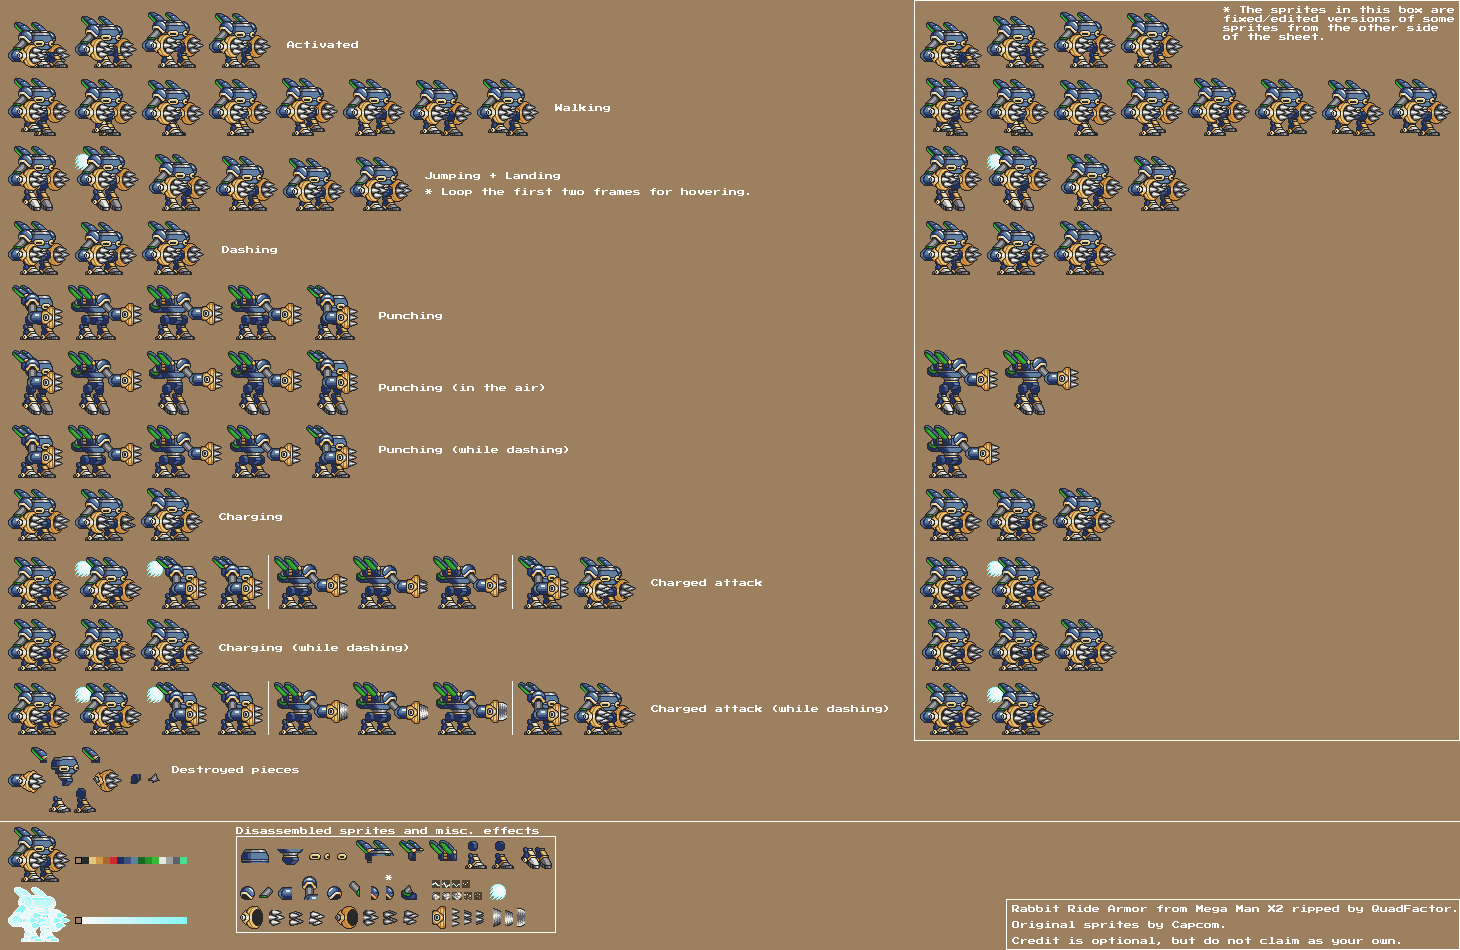 * The sprites in this box are
fixed/edited versions of some
sprites from the other side
of the sheet.
Activated
Walking
Jumping + Landing
* Loop the first two frames for hovering.
Dashing
Punching
Punching (in the air)
Punching (while dashing)
Charging
Charged attack
Charging (while dashing)
Charged attack (while dashing)
Destroyed pieces
Disassembled sprites and misc. effects
*
Rabbit Ride Armor from Mega Man X2 ripped by QuadFactor.
Original sprites by Capcom.
Credit is optional, but do not claim as your own.